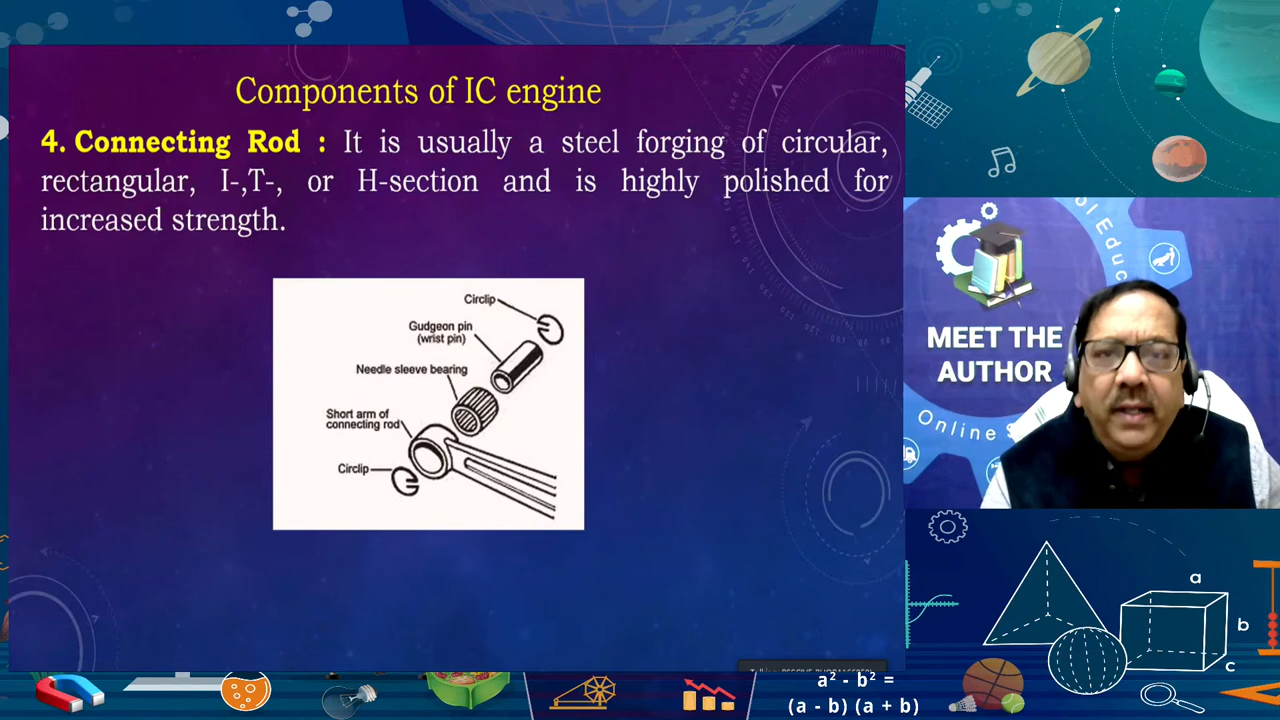 Components of IC engine
4. Connecting Rod : It is usually a steel forging of circular,
rectangular, I-,T-, or H-section and is highly polished for
increased strength.
Circlip
Gudgeon pin
(wrist pin)
Needle sleeve bearing
Short arm of
connecting rod
Circlip
MEET THE
AUTHOR
Online
a
b
c
a² - b² =
(a - b) (a + b)